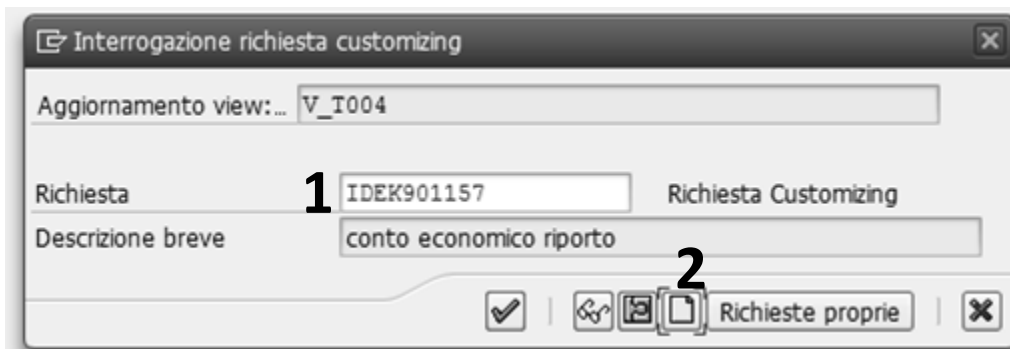 Interrogazione richiesta customizing
Aggiornamento view:... V_T004
Richiesta 1 IDEK901157 Richiesta Customizing
Descrizione breve conto economico riporto
2
Richieste proprie